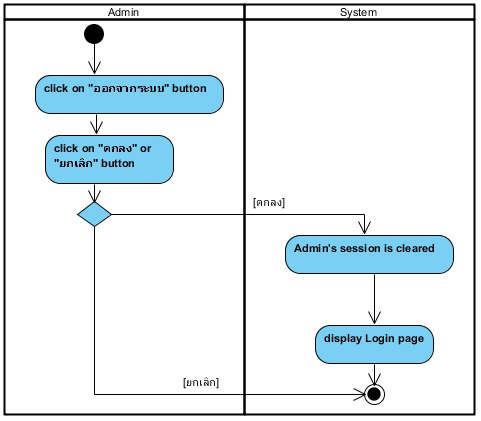 Admin
System
click on "ออกจากระบบ" button
click on "ตกลง" or
"ยกเลิก" button
[ตกลง]
Admin's session is cleared
display Login page
[ยกเลิก]